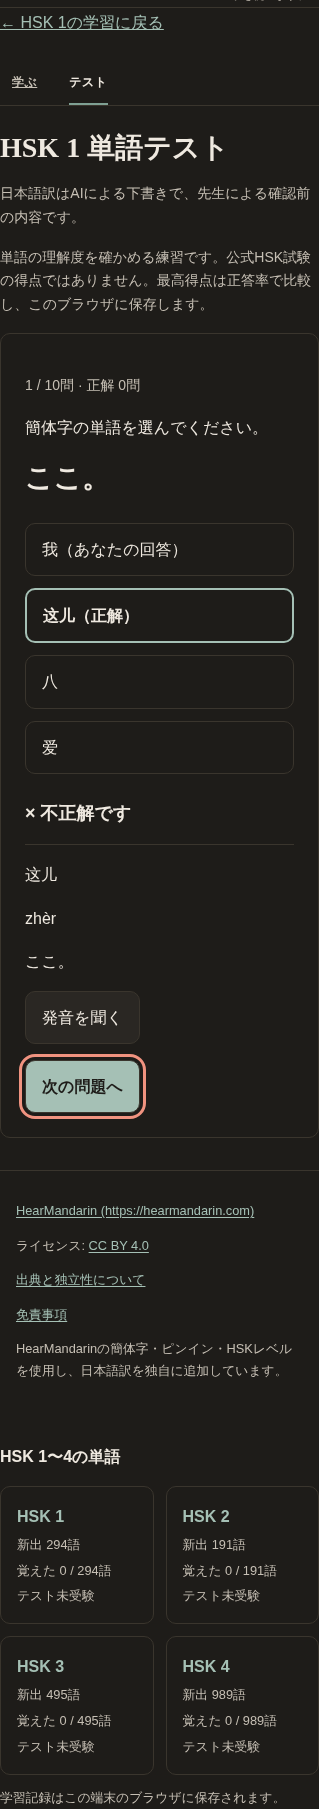 ← HSK 1の学習に戻る
学ぶ
テスト
HSK 1 単語テスト
日本語訳はAIによる下書きで、先生による確認前
の内容です。
単語の理解度を確かめる練習です。公式HSK試験
の得点ではありません。最高得点は正答率で比較
し、このブラウザに保存します。
1 / 10問 · 正解 0問
簡体字の単語を選んでください。
ここ。
我（あなたの回答）
这儿（正解）
八
爱
× 不正解です
这儿
zhèr
ここ。
発音を聞く
次の問題へ
HearMandarin (https://hearmandarin.com)
ライセンス: CC BY 4.0
出典と独立性について
免責事項
HearMandarinの簡体字・ピンイン・HSKレベル
を使用し、日本語訳を独自に追加しています。
HSK 1〜4の単語
HSK 1
新出 294語
覚えた 0 / 294語
テスト未受験
HSK 2
新出 191語
覚えた 0 / 191語
テスト未受験
HSK 3
新出 495語
覚えた 0 / 495語
テスト未受験
HSK 4
新出 989語
覚えた 0 / 989語
テスト未受験
学習記録はこの端末のブラウザに保存されます。